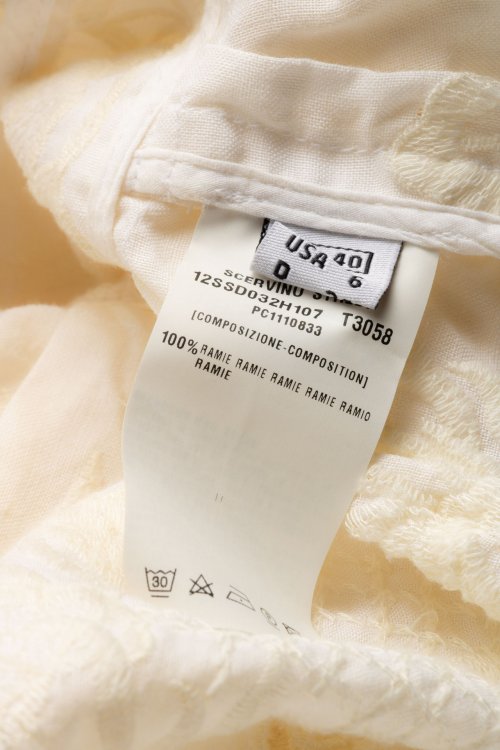 USA 40
D 6
SCERVINO
12SSD032H107 T3058
PC1110833
[COMPOSIZIONE-COMPOSITION]
100% RAMIE RAMIE RAMIE RAMIE RAMIO
RAMIE
30